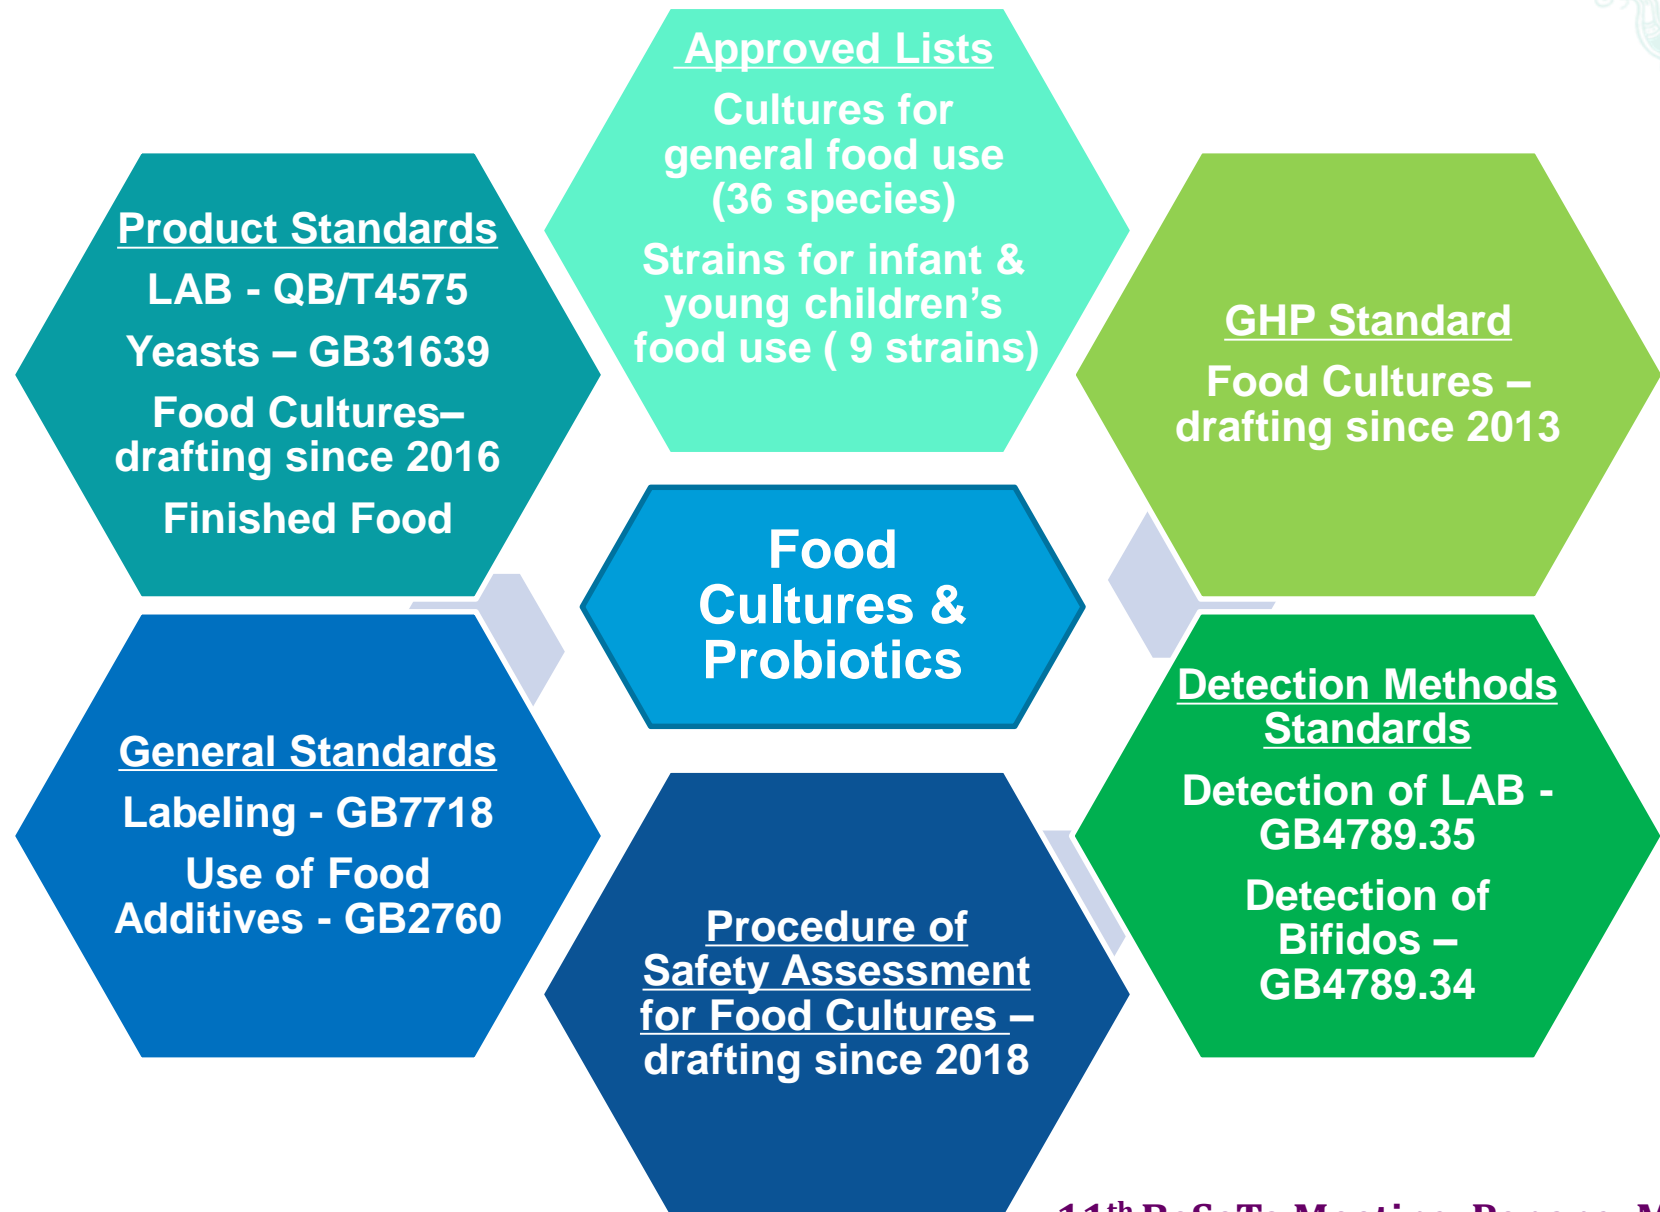 Approved Lists
Cultures for
general food use
(36 species)
Strains for infant &
young children’s
food use ( 9 strains)
Product Standards
LAB - QB/T4575
Yeasts – GB31639
Food Cultures–
drafting since 2016
Finished Food
GHP Standard
Food Cultures –
drafting since 2013
Food
Cultures &
Probiotics
General Standards
Labeling - GB7718
Use of Food
Additives - GB2760
Detection Methods
Standards
Detection of LAB -
GB4789.35
Detection of
Bifidos –
GB4789.34
Procedure of
Safety Assessment
for Food Cultures –
drafting since 2018
11th Meeting